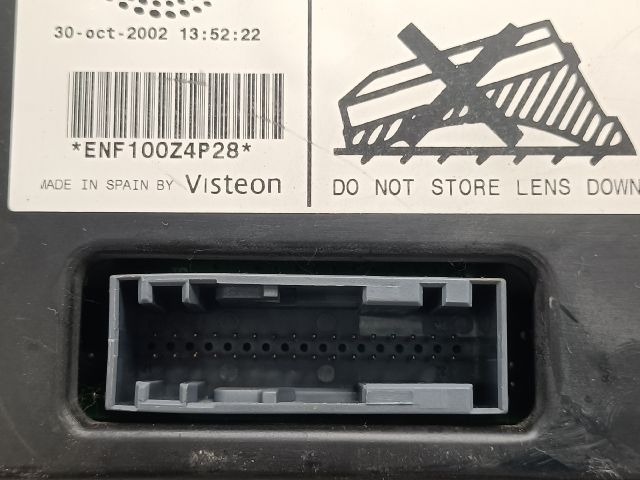 30-oct-2002 13:52:22
*ENF100Z4P28*
MADE IN SPAIN BY Visteon
DO NOT STORE LENS DOWN